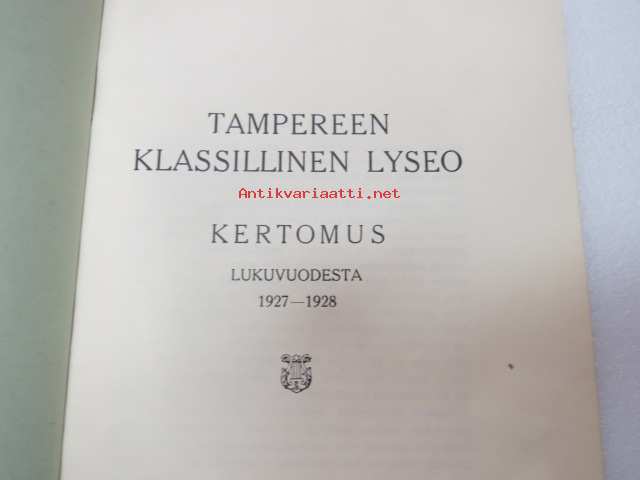 TAMPEREEN
KLASSILLINEN LYSEO
Antikvariaatti.net
KERTOMUS
LUKUVUODESTA
1927—1928